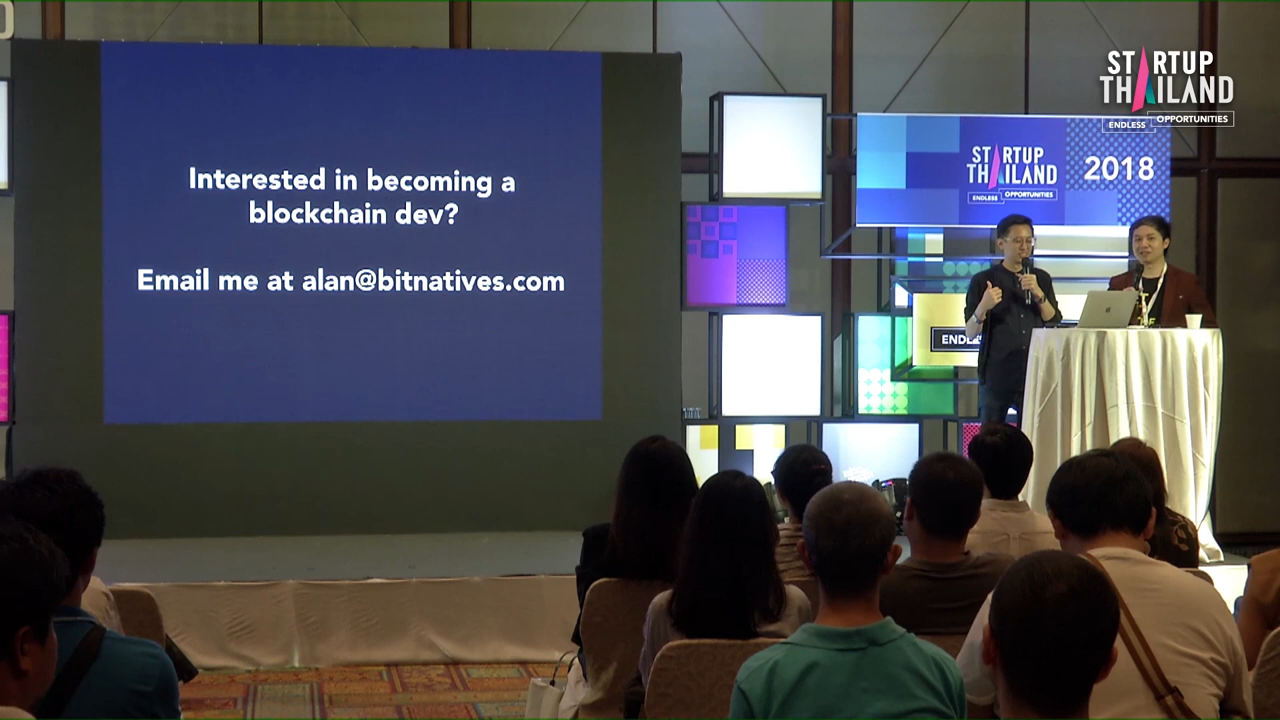 Interested in becoming a
blockchain dev?
Email me at alan@bitnatives.com
STARTUP
THAILAND
ENDLESS OPPORTUNITIES
STARTUP
THAILAND
ENDLESS OPPORTUNITIES
2018